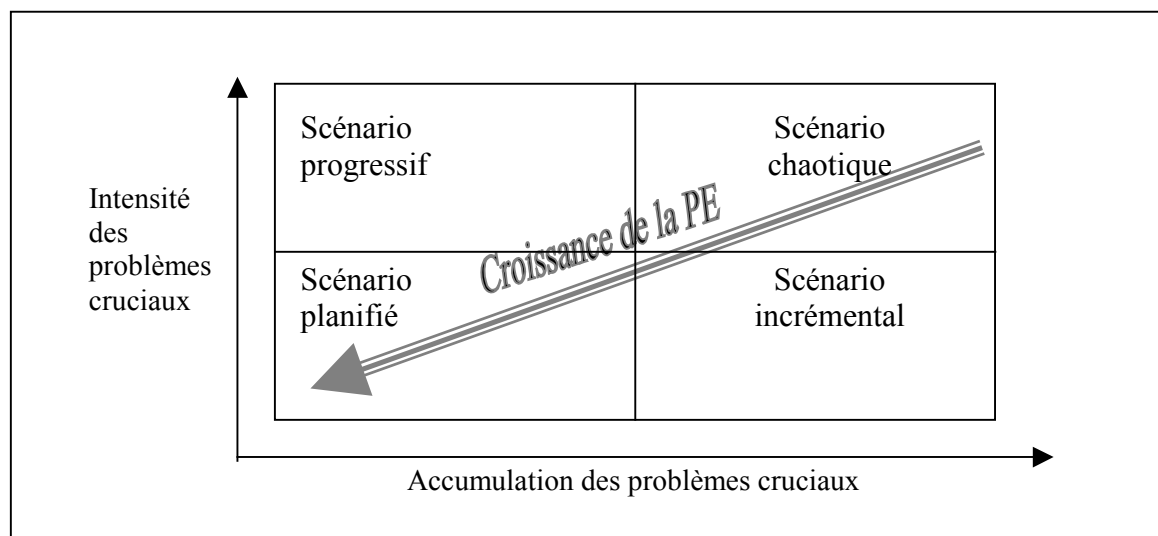 Scénario
progressif
Scénario
chaotique
Intensité
des
problèmes
cruciaux
Croissance de la PE
Scénario
planifié
Scénario
incrémental
Accumulation des problèmes cruciaux